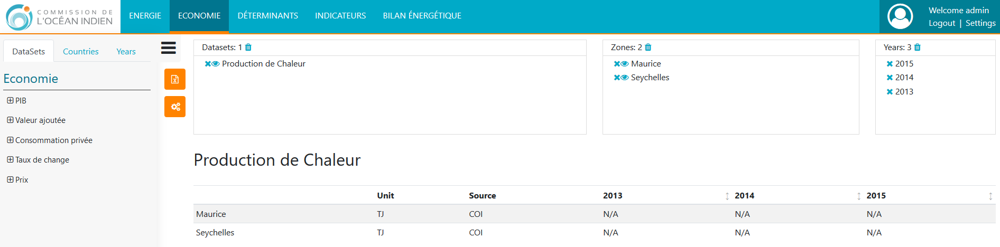 COMMISSION DE
L'OCÉAN INDIEN
ENERGIE ECONOMIE DÉTERMINANTS INDICATEURS BILAN ÉNERGÉTIQUE
Welcome admin
Logout | Settings
DataSets Countries Years
Economie
PIB
Valeur ajoutée
Consommation privée
Taux de change
Prix
Datasets: 1
Production de Chaleur
Zones: 2
Maurice
Seychelles
Years: 3
2015
2014
2013
Production de Chaleur
Unit Source 2013 2014 2015
Maurice TJ COI N/A N/A N/A
Seychelles TJ COI N/A N/A N/A